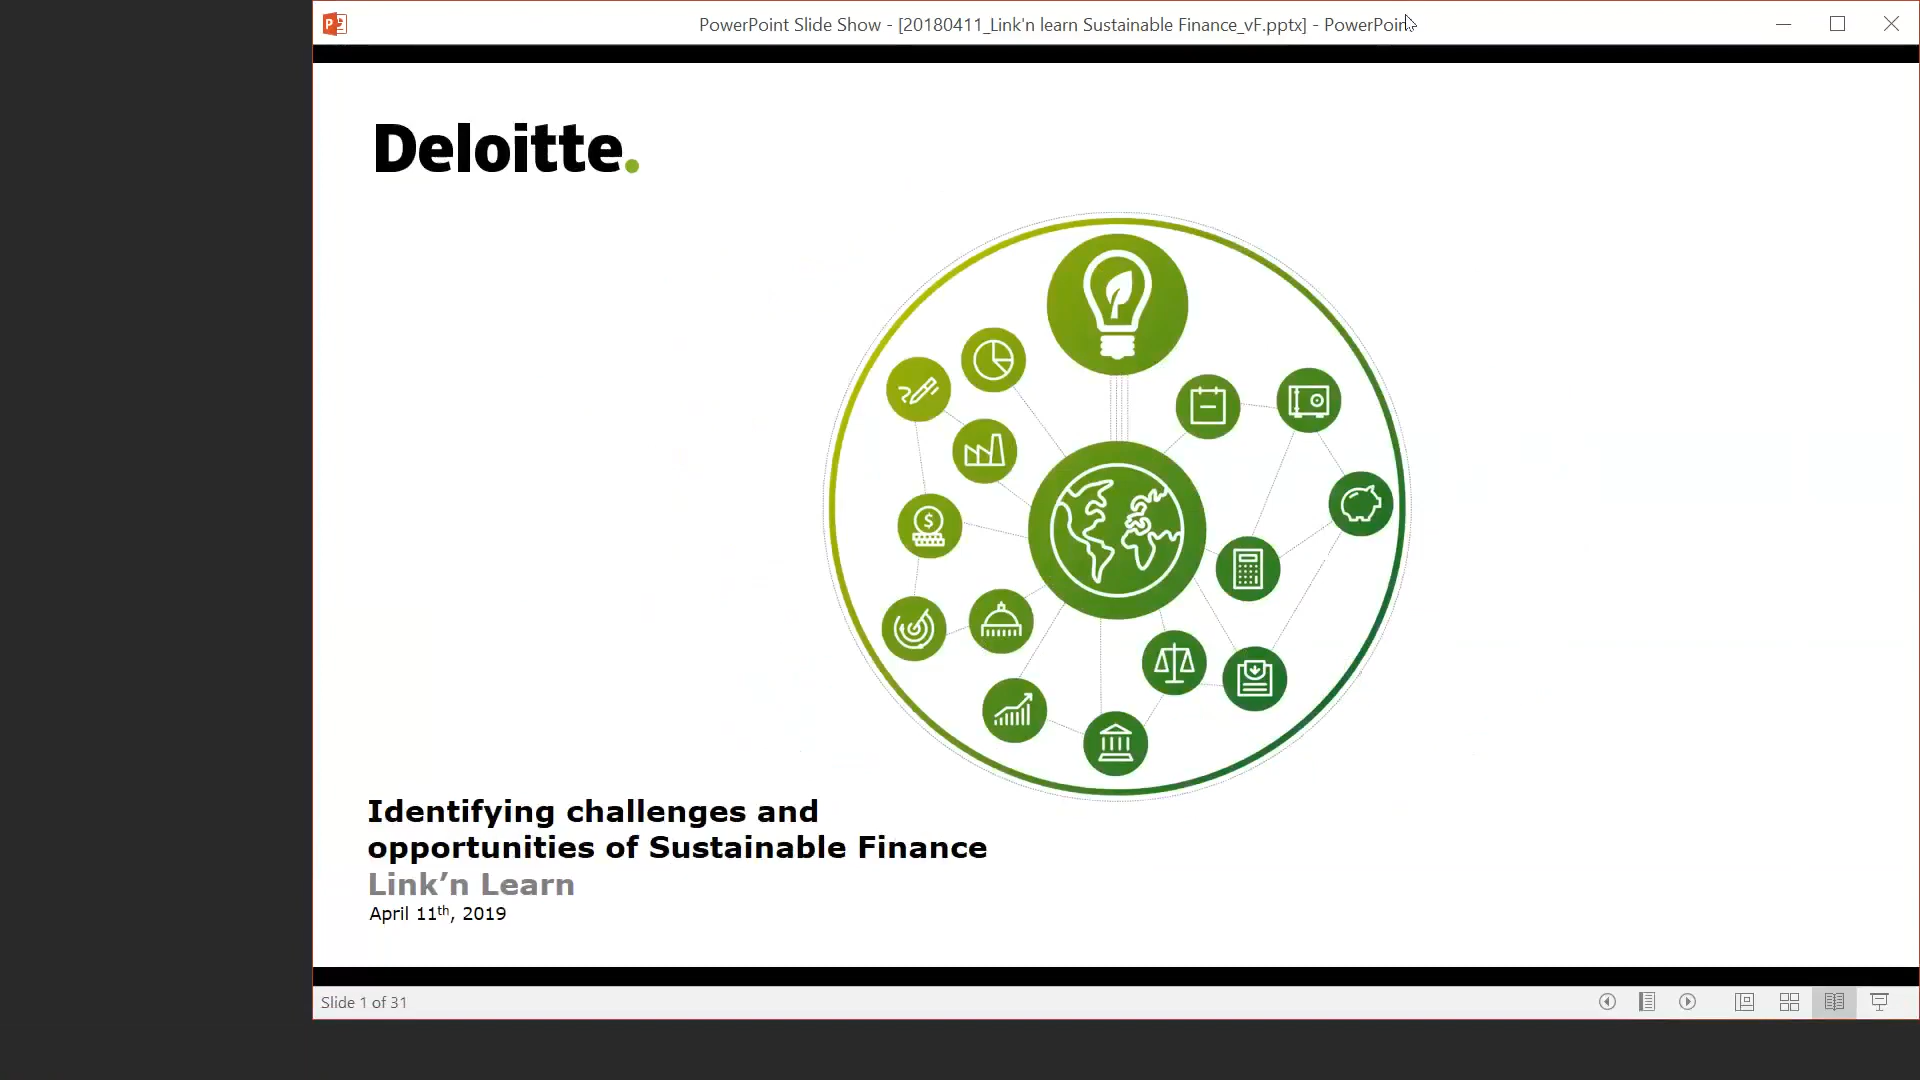 PowerPoint Slide Show - [20180411_Link'n learn Sustainable Finance_vF.pptx] - PowerPoint
Deloitte.
Identifying challenges and
opportunities of Sustainable Finance
Link’n Learn
April 11th, 2019
Slide 1 of 31